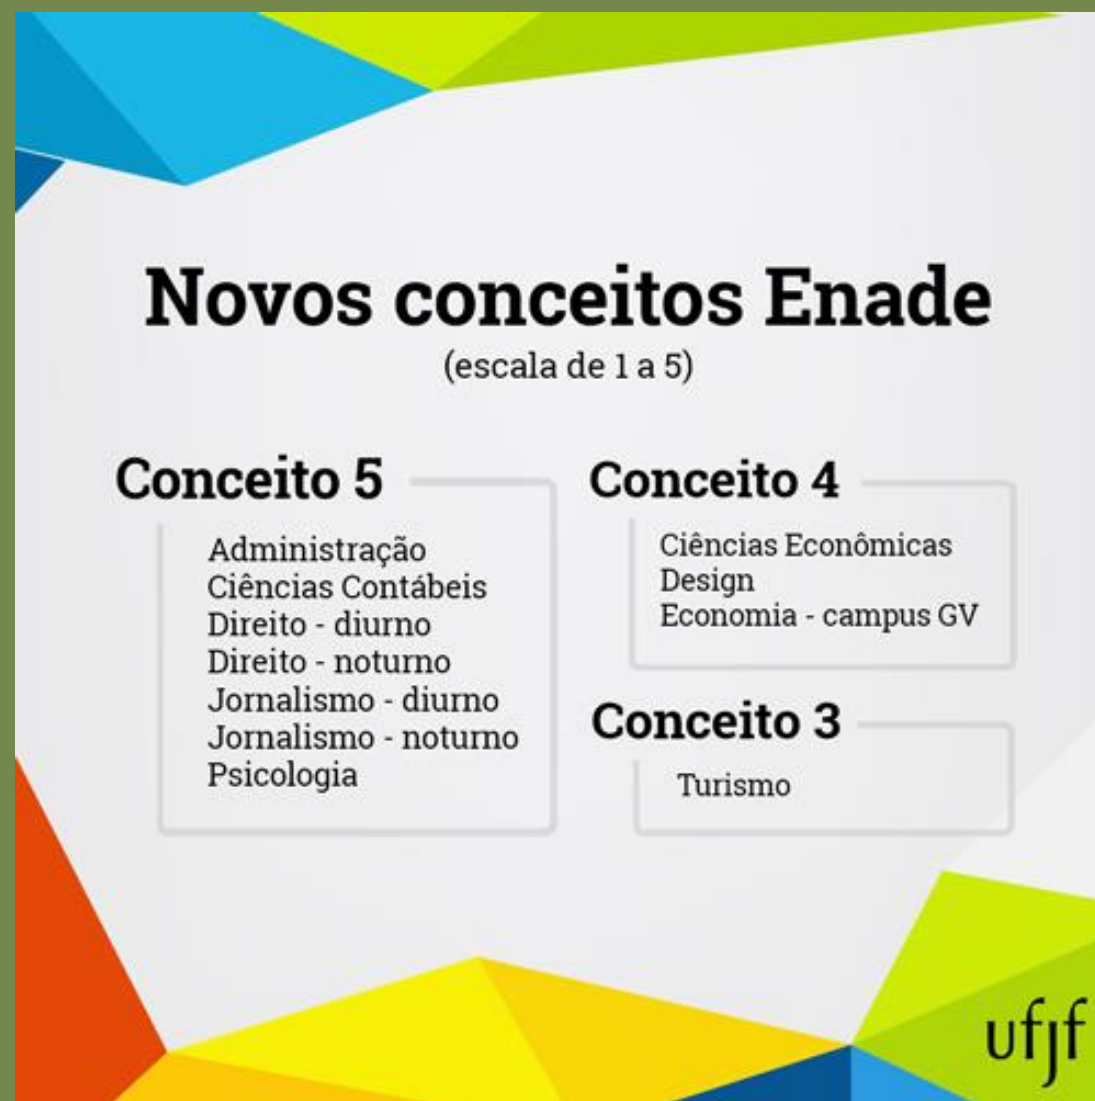 Novos conceitos Enade
(escala de 1 a 5)
Conceito 5
Administração
Ciências Contábeis
Direito - diurno
Direito - noturno
Jornalismo - diurno
Jornalismo - noturno
Psicologia
Conceito 4
Ciências Econômicas
Design
Economia - campus GV
Conceito 3
Turismo
ufjf